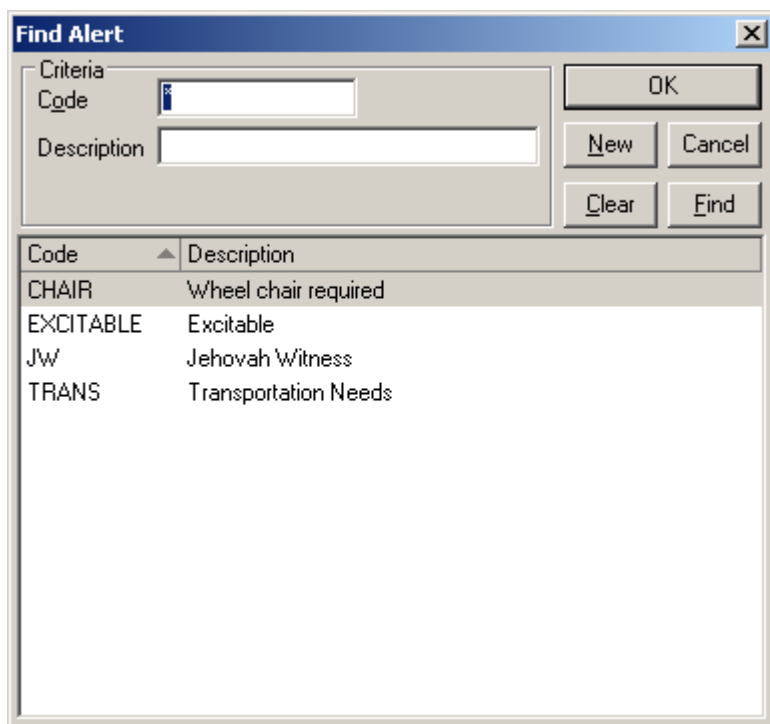 Find Alert
Criteria
Code *
OK
Description
New Cancel
Clear Find
Code Description
CHAIR Wheel chair required
EXCITABLE Excitable
JW Jehovah Witness
TRANS Transportation Needs